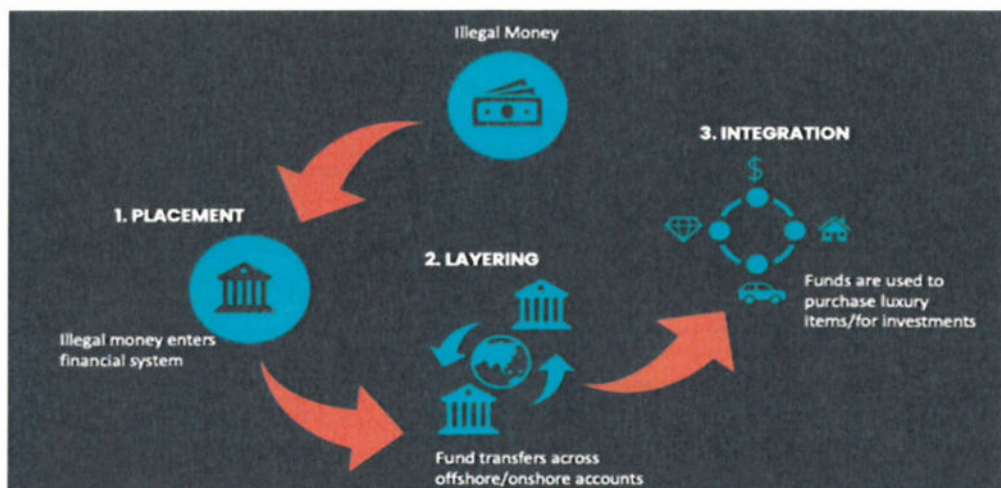 Illegal Money
1. PLACEMENT
Illegal money enters
financial system
2. LAYERING
Fund transfers across
offshore/onshore accounts
3. INTEGRATION
$
Funds are used to
purchase luxury
items/for investments